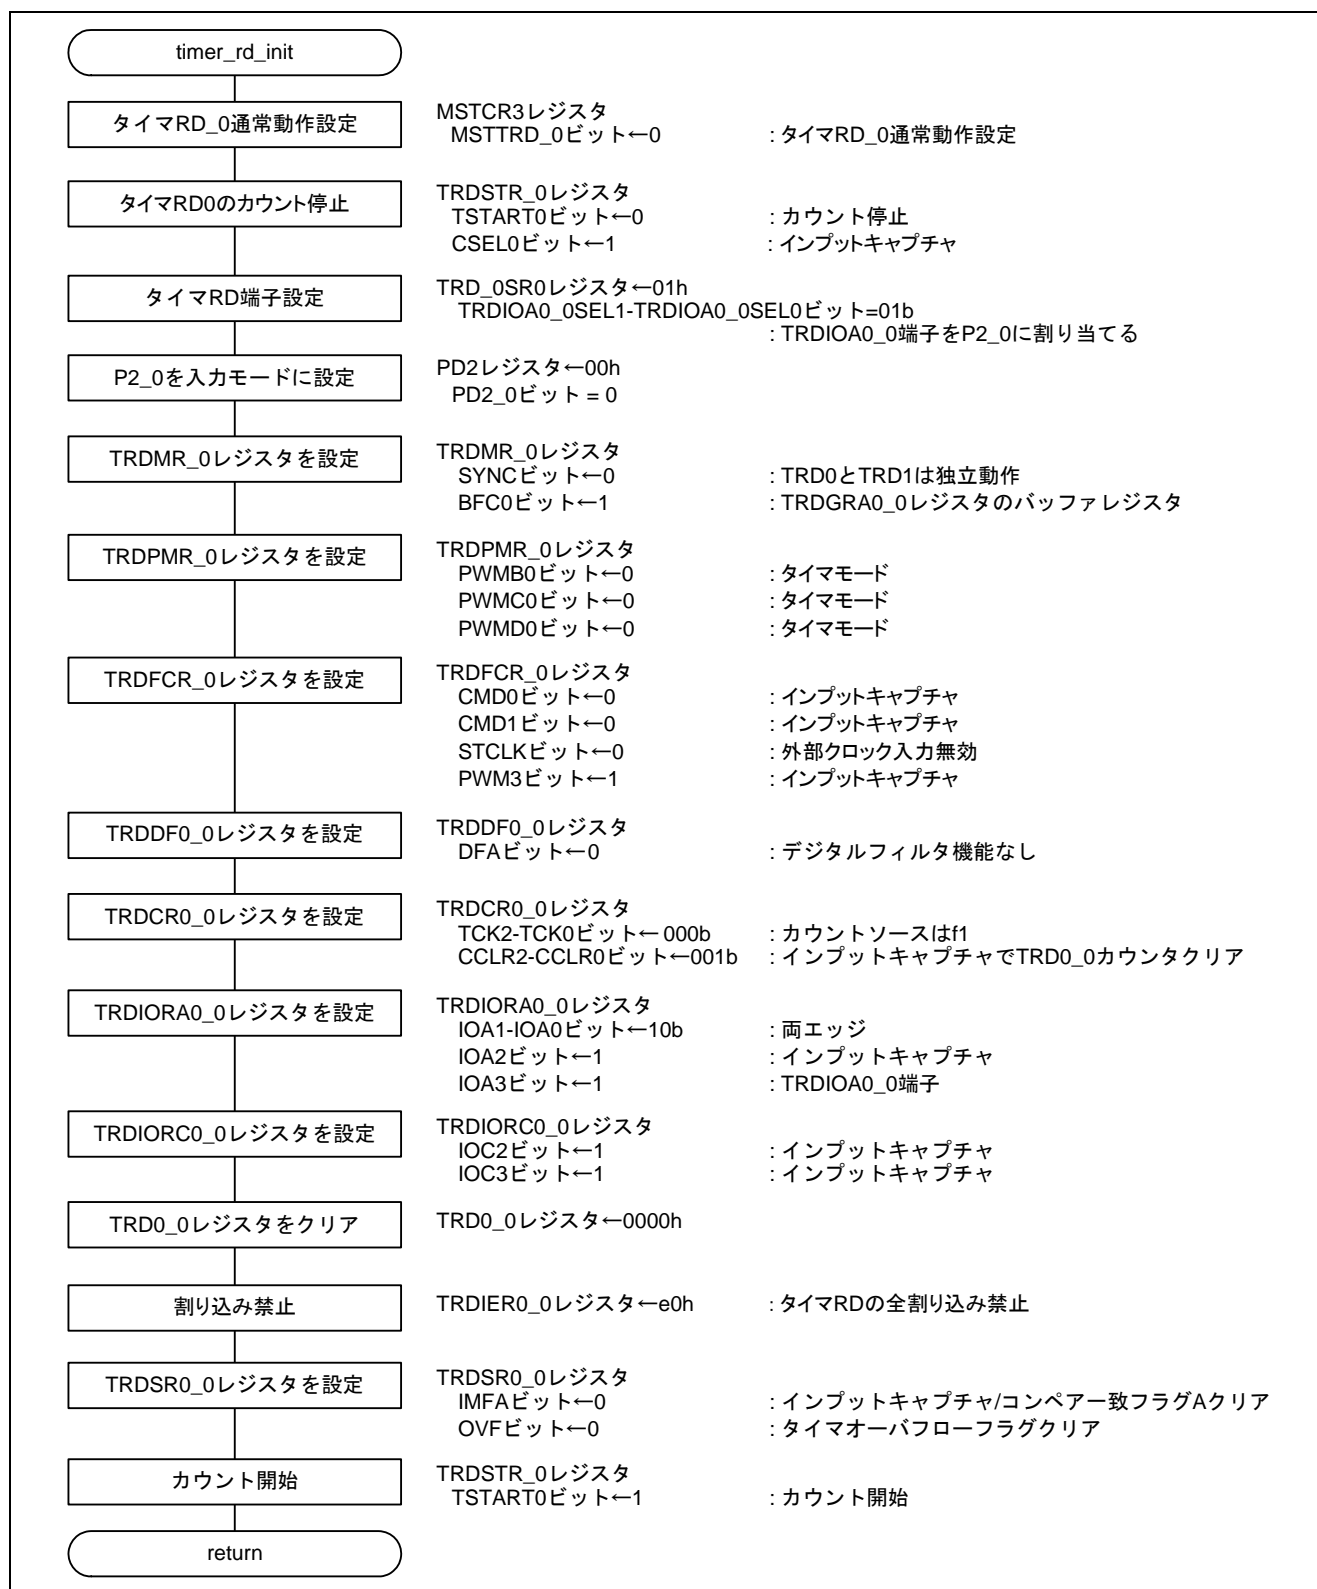 timer_rd_init
タイマRD_0通常動作設定
MSTCR3レジスタ
MSTTRD_0ビット←0 : タイマRD_0通常動作設定
タイマRD0のカウント停止
TRDSTR_0レジスタ
TSTART0ビット←0 : カウント停止
CSEL0ビット←1 : インプットキャプチャ
タイマRD端子設定
TRD_0SR0レジスタ←01h
TRDIOA0_0SEL1-TRDIOA0_0SEL0ビット=01b
: TRDIOA0_0端子をP2_0に割り当てる
P2_0を入力モードに設定
PD2レジスタ←00h
PD2_0ビット = 0
TRDMR_0レジスタを設定
TRDMR_0レジスタ
SYNCビット←0 : TRD0とTRD1は独立動作
BFC0ビット←1 : TRDGRA0_0レジスタのバッファレジスタ
TRDPMR_0レジスタを設定
TRDPMR_0レジスタ
PWMB0ビット←0 : タイマモード
PWMC0ビット←0 : タイマモード
PWMD0ビット←0 : タイマモード
TRDFCR_0レジスタを設定
TRDFCR_0レジスタ
CMD0ビット←0 : インプットキャプチャ
CMD1ビット←0 : インプットキャプチャ
STCLKビット←0 : 外部クロック入力無効
PWM3ビット←1 : インプットキャプチャ
TRDDF0_0レジスタを設定
TRDDF0_0レジスタ
DFAビット←0 : デジタルフィルタ機能なし
TRDCR0_0レジスタを設定
TRDCR0_0レジスタ
TCK2-TCK0ビット← 000b : カウントソースはf1
CCLR2-CCLR0ビット←001b : インプットキャプチャでTRD0_0カウンタクリア
TRDIORA0_0レジスタを設定
TRDIORA0_0レジスタ
IOA1-IOA0ビット←10b : 両エッジ
IOA2ビット←1 : インプットキャプチャ
IOA3ビット←1 : TRDIOA0_0端子
TRDIORC0_0レジスタを設定
TRDIORC0_0レジスタ
IOC2ビット←1 : インプットキャプチャ
IOC3ビット←1 : インプットキャプチャ
TRD0_0レジスタをクリア
TRD0_0レジスタ←0000h
割り込み禁止
TRDIER0_0レジスタ←e0h : タイマRDの全割り込み禁止
TRDSR0_0レジスタを設定
TRDSR0_0レジスタ
IMFAビット←0 : インプットキャプチャ/コンペアー致フラグAクリア
OVFビット←0 : タイマオーバフローフラグクリア
カウント開始
TRDSTR_0レジスタ
TSTART0ビット←1 : カウント開始
return